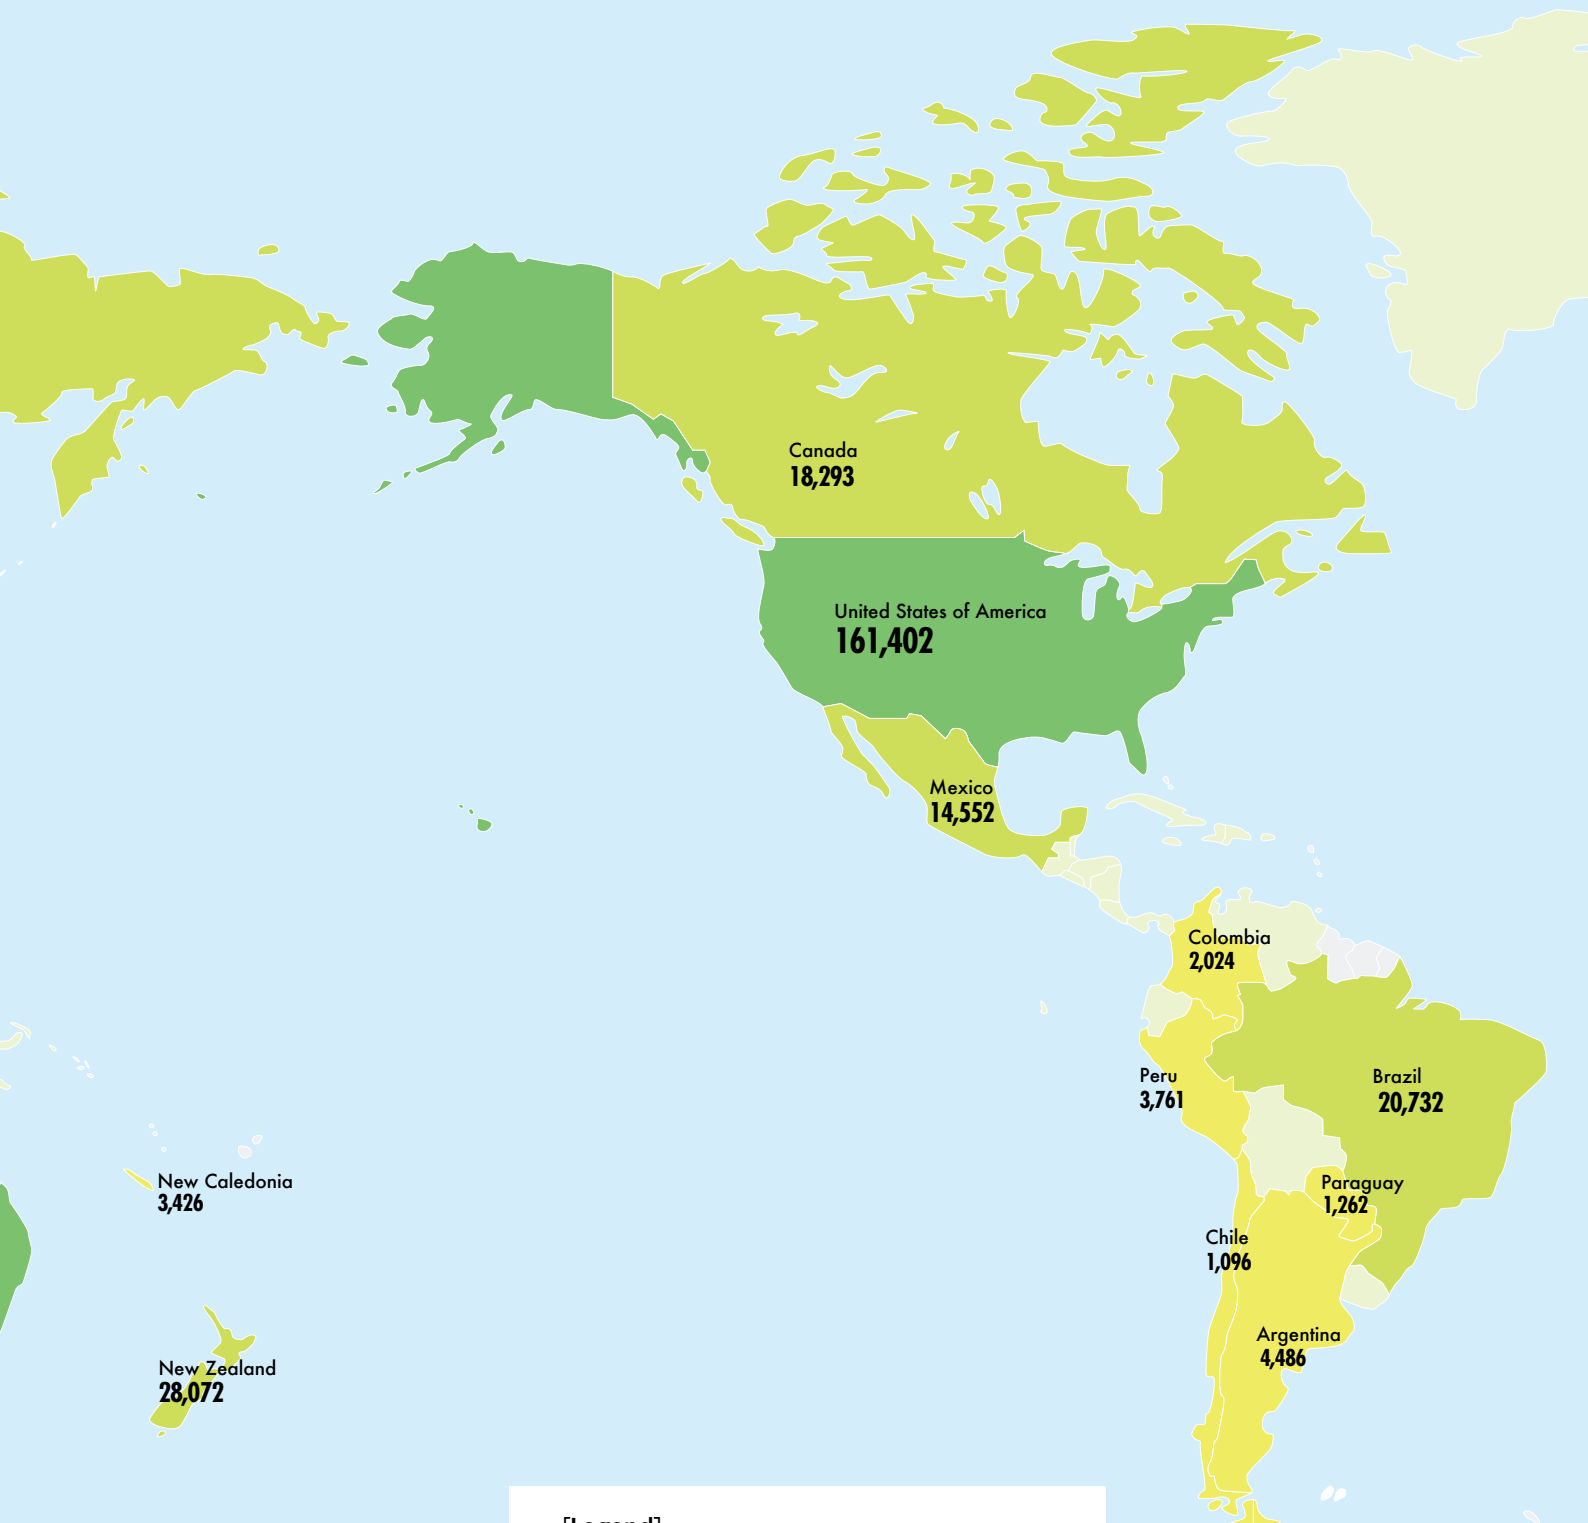 Canada
18,293
United States of America
161,402
Mexico
14,552
Colombia
2,024
Peru
3,761
Brazil
20,732
New Caledonia
3,426
Paraguay
1,262
Chile
1,096
Argentina
4,486
New Zealand
28,072
[Legend]